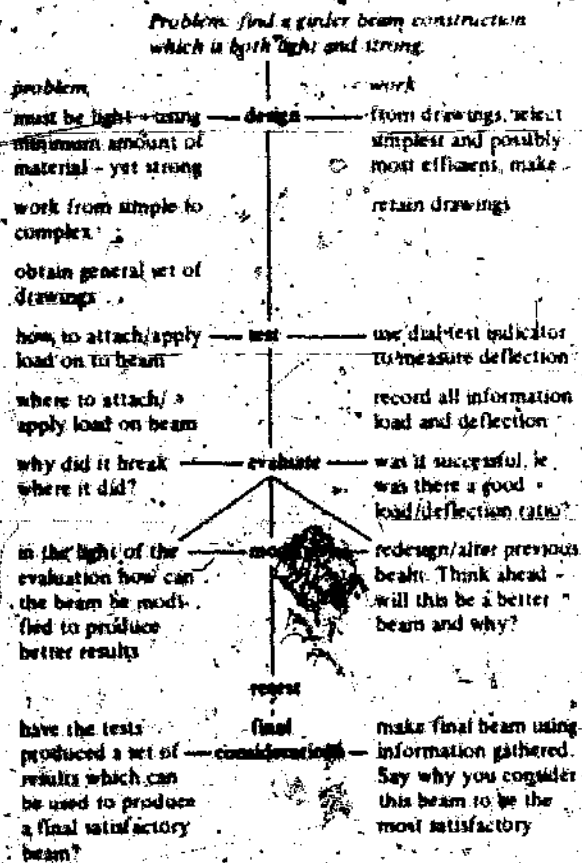 Problem: find a girder beam construction
which is both light and strong.
problem
work
must be light – using
minimum amount of
material – yet strong
design
from drawings, select
simplest and possibly
most efficient, make
work from simple to
complex
retain drawings
obtain general set of
drawings
how to attach/apply
load on to beam
test
use dial test indicator
to measure deflection
where to attach/
apply load on beam
record all information
load and deflection
why did it break
where it did?
evaluate
was it successful, ie
was there a good
load/deflection ratio?
in the light of the
evaluation how can
the beam be modi-
fied to produce
better results
redesign/alter previous
beam. Think ahead –
will this be a better
beam and why?
retest
have the tests
produced a set of
results which can
be used to produce
a final satisfactory
beam?
final
considerations
make final beam using
information gathered.
Say why you consider
this beam to be the
most satisfactory